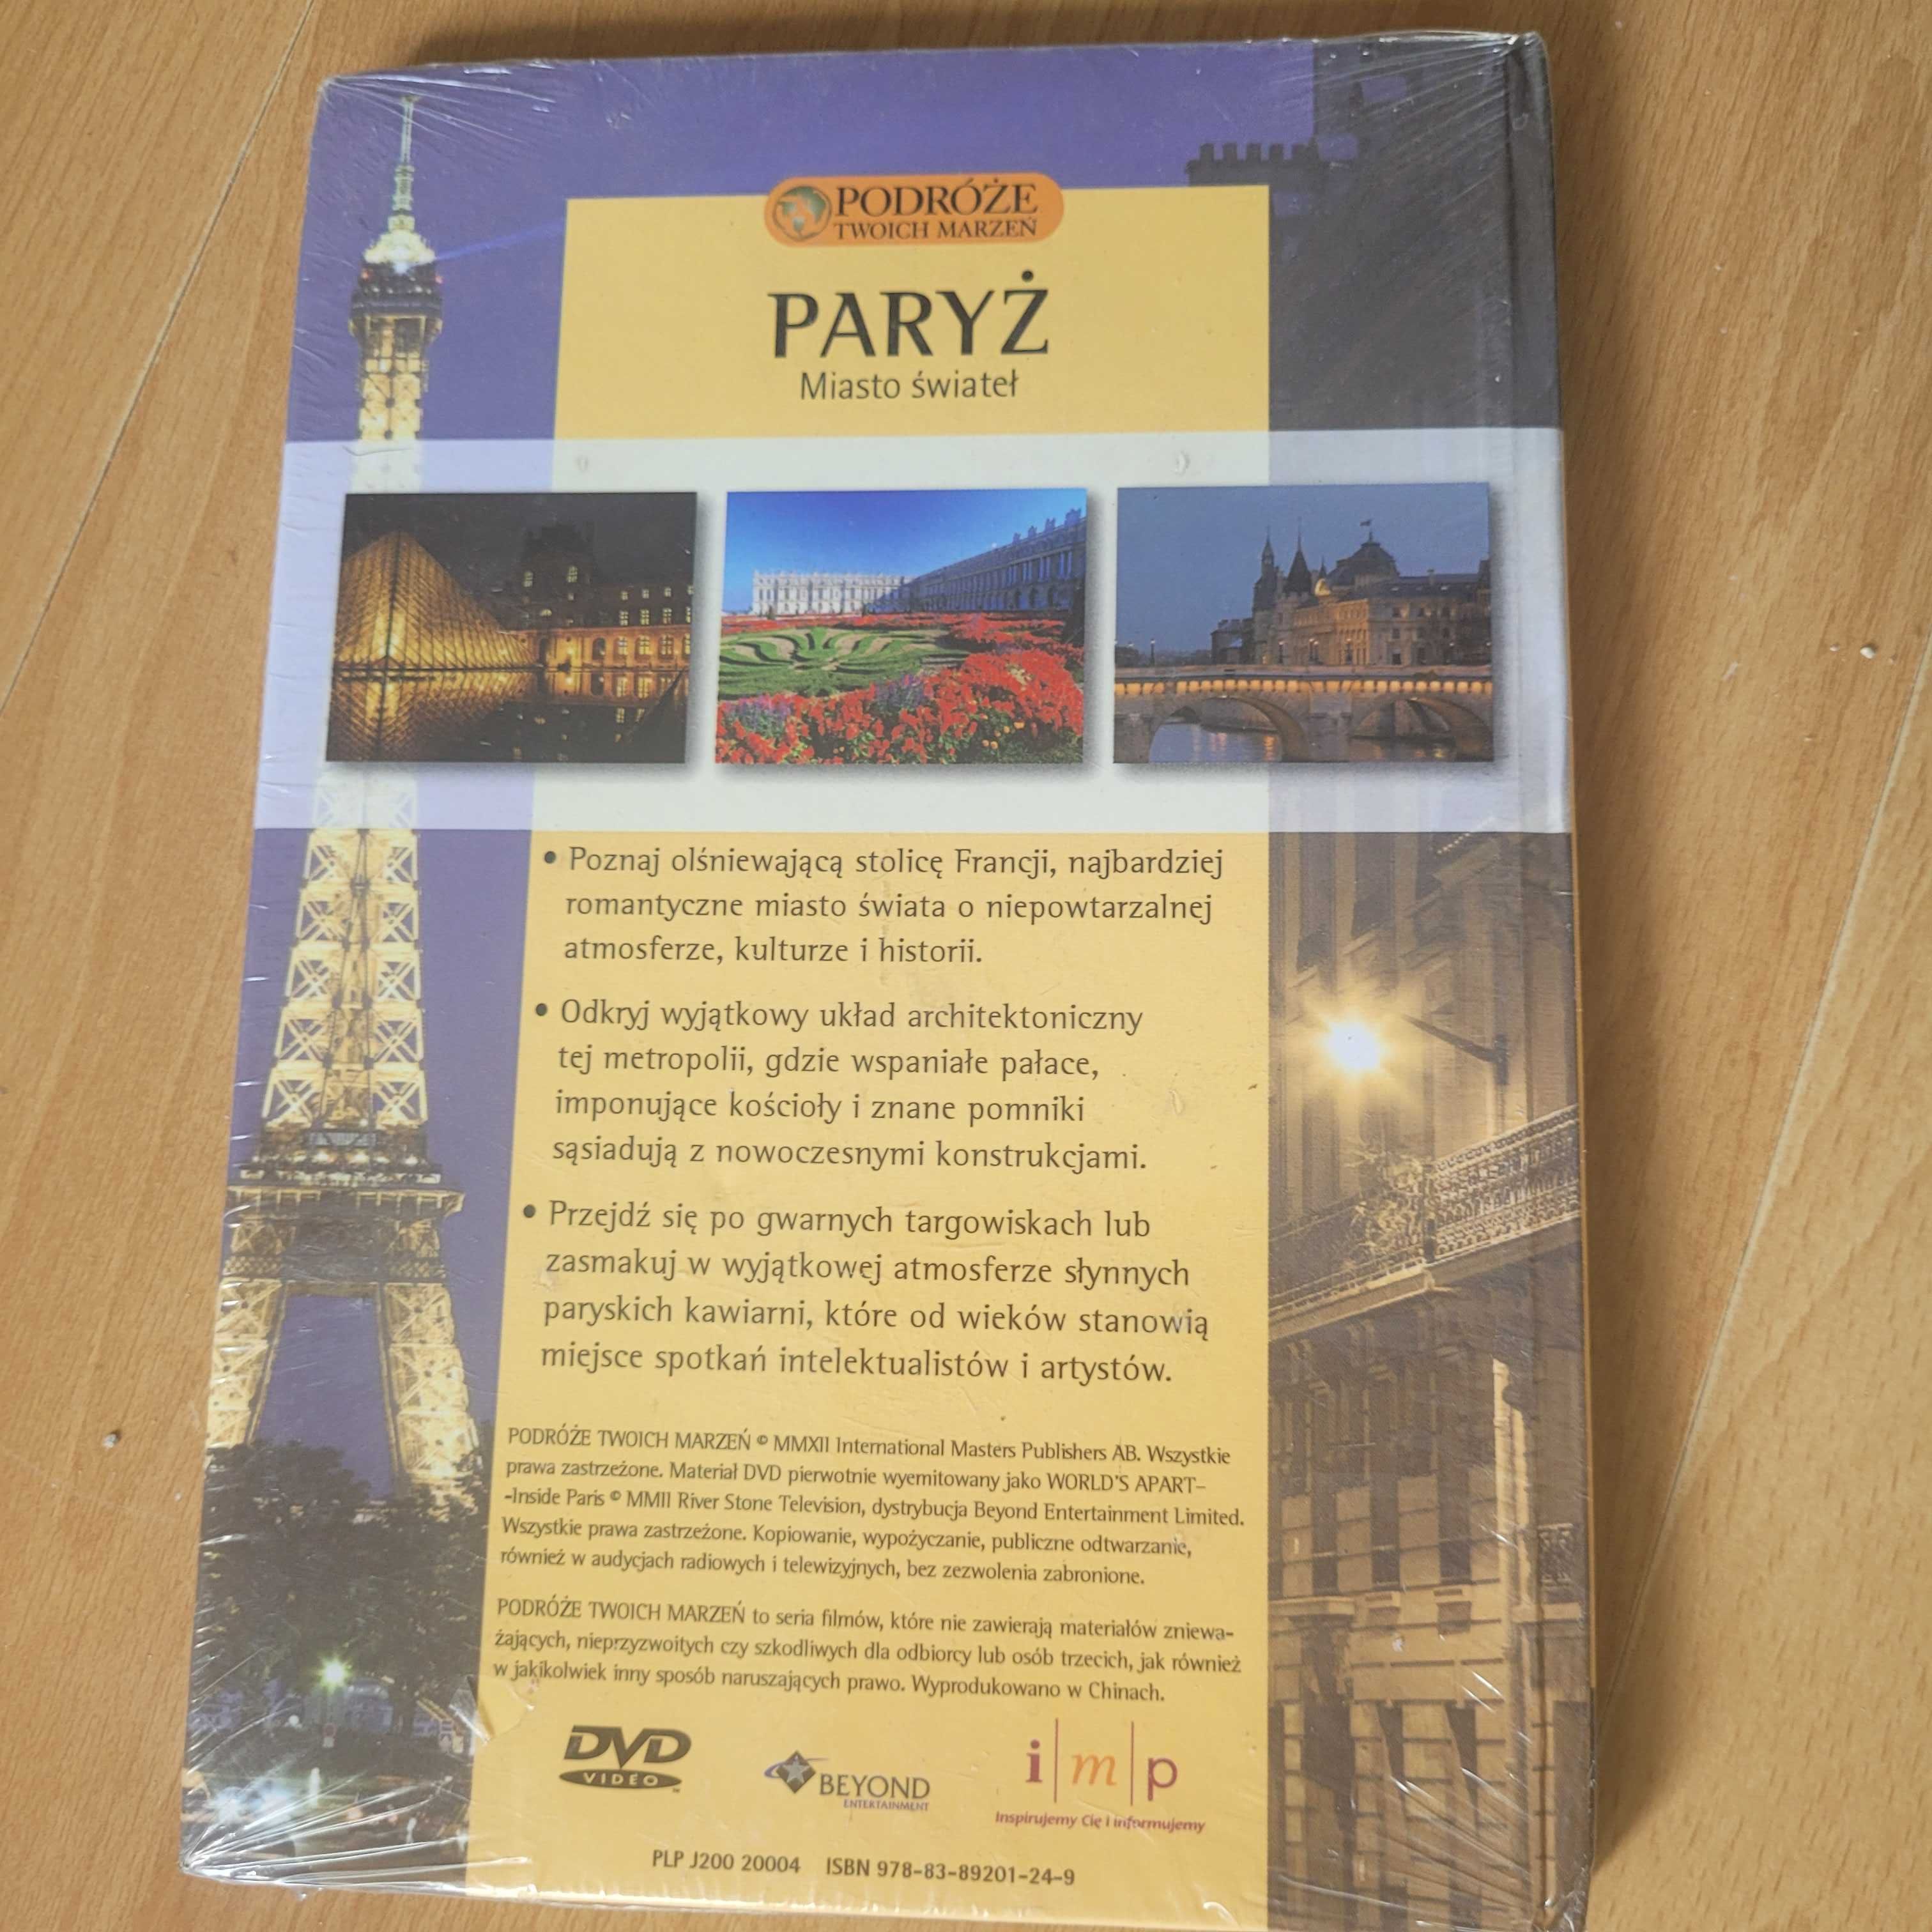 PODRÓŻE
TWOICH MARZEŃ
PARYŻ
Miasto świateł
• Poznaj olśniewającą stolicę Francji, najbardziej
romantyczne miasto świata o niepowtarzalnej
atmosferze, kulturze i historii.
• Odkryj wyjątkowy układ architektoniczny
tej metropolii, gdzie wspaniałe pałace,
imponujące kościoły i znane pomniki
sąsiadują z nowoczesnymi konstrukcjami.
• Przejdź się po gwarnych targowiskach lub
zasmakuj w wyjątkowej atmosferze słynnych
paryskich kawiarni, które od wieków stanowią
miejsce spotkań intelektualistów i artystów.
PODRÓŻE TWOICH MARZEŃ © MMXII International Masters Publishers AB. Wszystkie
prawa zastrzeżone. Materiał DVD pierwotnie wyemitowany jako WORLD'S APART–
-Inside Paris © MMII River Stone Television, dystrybucja Beyond Entertainment Limited.
Wszystkie prawa zastrzeżone. Kopiowanie, wypożyczanie, publiczne odtwarzanie,
również w audycjach radiowych i telewizyjnych, bez zezwolenia zabronione.
PODRÓŻE TWOICH MARZEŃ to seria filmów, które nie zawierają materiałów zniewa-
żających, nieprzyzwoitych czy szkodliwych dla odbiorcy lub osób trzecich, jak również
w jakikolwiek inny sposób naruszających prawo. Wyprodukowano w Chinach.
DVD
VIDEO™
BEYOND
ENTERTAINMENT
i|m|p
Inspirujemy Cię i informujemy
PLP J200 20004 ISBN 978-83-89201-24-9